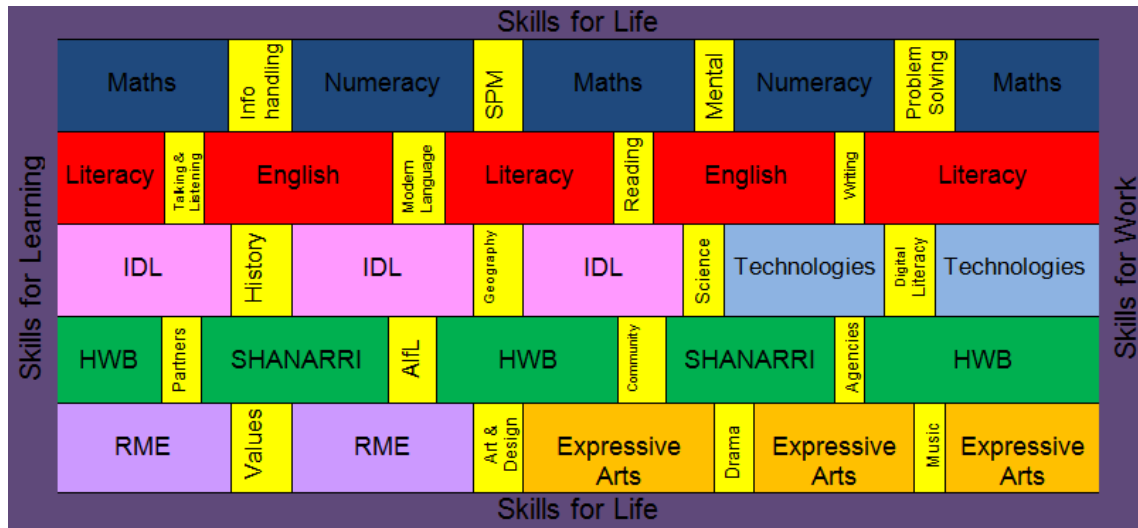 Skills for Life
Skills for Learning
Maths
Info
handling
Numeracy
SPM
Maths
Mental
Numeracy
Problem
Solving
Maths
Literacy
Talking &
Listening
English
Modern
Language
Literacy
Reading
English
Writing
Literacy
IDL
History
IDL
Geography
IDL
Science
Technologies
Digital
Literacy
Technologies
HWB
Partners
SHANARRI
AIfL
HWB
Community
SHANARRI
Agencies
HWB
RME
Values
RME
Art &
Design
Expressive
Arts
Drama
Expressive
Arts
Music
Expressive
Arts
Skills for Work
Skills for Life